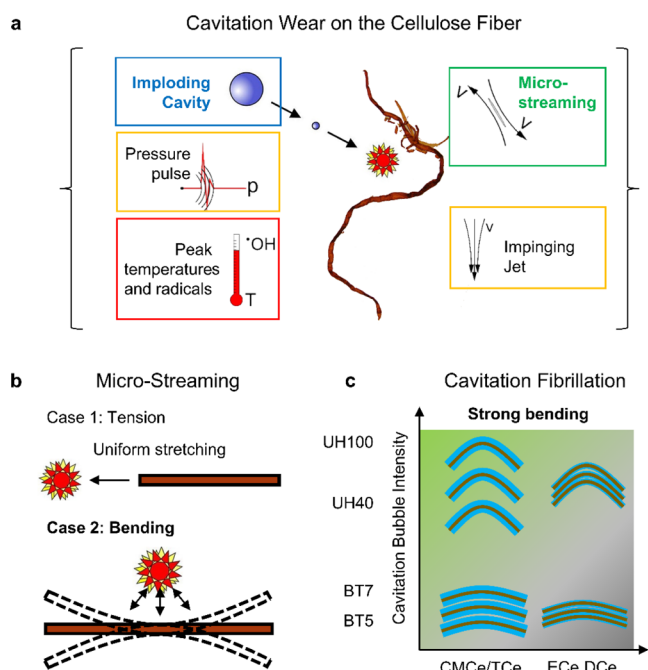 a
Cavitation Wear on the Cellulose Fiber
Imploding
Cavity
Pressure
pulse
p
Peak
temperatures
and radicals
•OH
T
Micro-
streaming
V
V
v
Impinging
Jet
b
Micro-Streaming
Case 1: Tension
Uniform stretching
Case 2: Bending
c
Cavitation Fibrillation
Strong bending
Cavitation Bubble Intensity
UH100
UH40
BT7
BT5
CMCe/TCe
ECe DCe